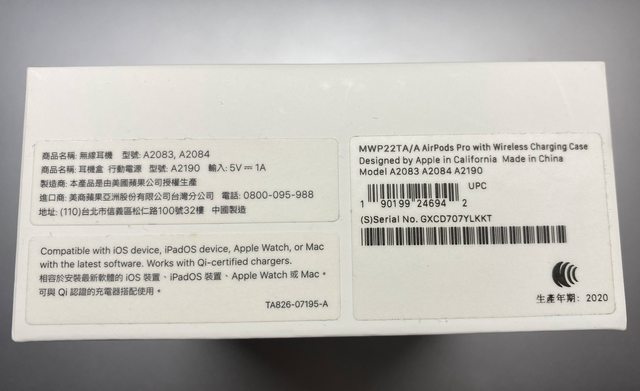 商品名稱: 無線耳機 型號: A2083, A2084
商品名稱: 耳機盒 行動電源 型號: A2190 輸入: 5V⎓1A
製造商: 本產品是由美國蘋果公司授權生產
進口商: 美商蘋果亞洲股份有限公司台灣分公司 電話: 0800-095-988
地址: (110)台北市信義區松仁路100號32樓 中國製造
Compatible with iOS device, iPadOS device, Apple Watch, or Mac
with the latest software. Works with Qi-certified chargers.
相容於安裝最新軟體的 iOS 裝置、iPadOS 裝置、Apple Watch 或 Mac。
可與 Qi 認證的充電器搭配使用。
TA826-07195-A
MWP22TA/A AirPods Pro with Wireless Charging Case
Designed by Apple in California Made in China
Model A2083 A2084 A2190
UPC
1 90199 24694 2
(S)Serial No. GXCD707YLKKT
生產年期: 2020